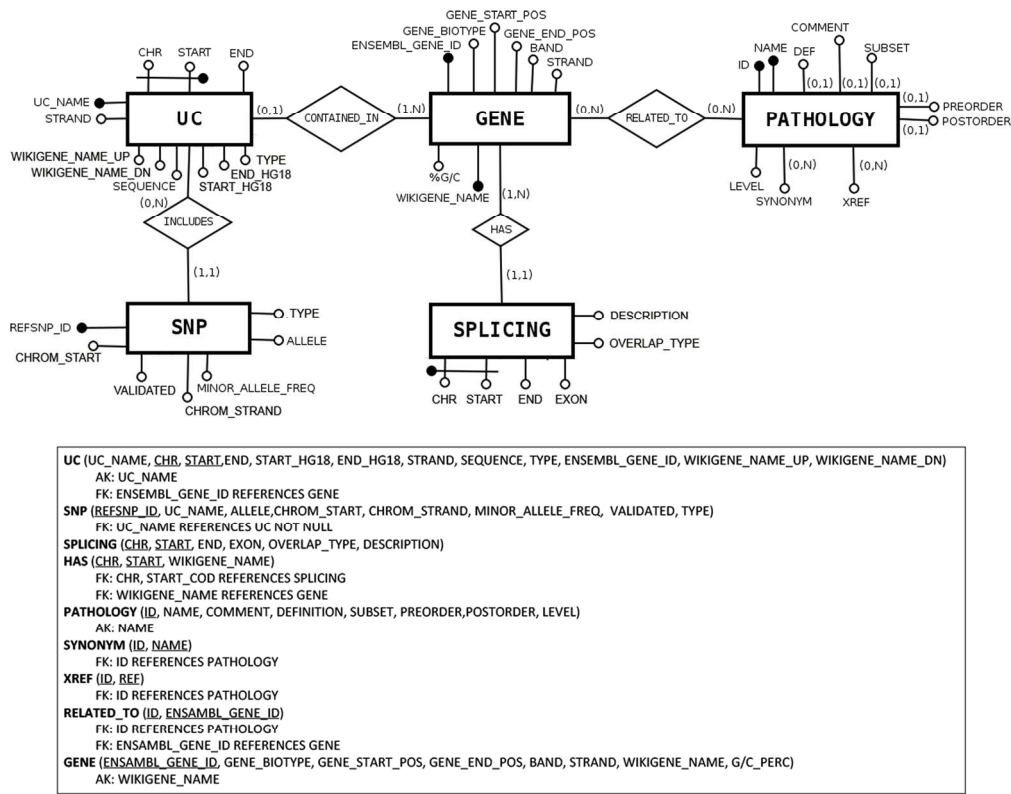 GENE_START_POS
COMMENT
GENE_BIOTYPE
GENE_END_POS
CHR START END
ENSEMBL_GENE_ID
BAND
NAME
DEF
SUBSET
STRAND
ID
(0,1) (0,1) (0,1)
UC_NAME
STRAND
UC
(0,1)
CONTAINED_IN
(1.N)
GENE
(0,N)
RELATED_TO
(0.N)
PATHOLOGY
(0,1)
PREORDER
(0,1)
POSTORDER
WIKIGENE_NAME_UP
WIKIGENE_NAME_DN
SEQUENCE
START_HG18
END_HG18
TYPE
%G/C
WIKIGENE_NAME
LEVEL
SYNONYM
(0,N)
XREF
(0,N)
(0,N)
INCLUDES
(1,N)
HAS
(1,1)
(1,1)
REFSNP_ID
CHROM_START
SNP
.TYPE
ALLELE
VALIDATED
MINOR_ALLELE_FREQ
CHROM_STRAND
SPLICING
DESCRIPTION
OVERLAP_TYPE
CHR START END EXON
UC (UC_NAME, CHR, START,END, START_HG18, END_HG18, STRAND, SEQUENCE, TYPE, ENSEMBL_GENE_ID, WIKIGENE_NAME_UP, WIKIGENE_NAME_DN)
AK: UC_NAME
FK: ENSEMBL_GENE_ID REFERENCES GENE
SNP (REFSNP_ID, UC_NAME, ALLELE,CHROM_START, CHROM_STRAND, MINOR_ALLELE_FREQ, VALIDATED, TYPE)
FK: UC_NAME REFERENCES UC NOT NULL
SPLICING (CHR, START, END, EXON, OVERLAP_TYPE, DESCRIPTION)
HAS (CHR, START, WIKIGENE_NAME)
FK: CHR, START_COD REFERENCES SPLICING
FK: WIKIGENE_NAME REFERENCES GENE
PATHOLOGY (ID, NAME, COMMENT, DEFINITION, SUBSET, PREORDER,POSTORDER, LEVEL)
AK: NAME
SYNONYM (ID, NAME)
FK: ID REFERENCES PATHOLOGY
XREF (ID, REF)
FK: ID REFERENCES PATHOLOGY
RELATED_TO (ID, ENSAMBL_GENE_ID)
FK: ID REFERENCES PATHOLOGY
FK: ENSAMBL_GENE_ID REFERENCES GENE
GENE (ENSAMBL_GENE_ID, GENE_BIOTYPE, GENE_START_POS, GENE_END_POS, BAND, STRAND, WIKIGENE_NAME, G/C_PERC)
AK: WIKIGENE_NAME